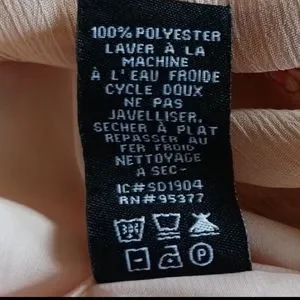 100% POLYESTER
LAVER À LA
MACHINE
À L'EAU FROIDE
CYCLE DOUX
NE PAS
JAVELLISER,
SECHER À PLAT
REPASSER AU
FER FROID
NETTOYAGE
A SEC-
IC#SD1904
RN#95377
P